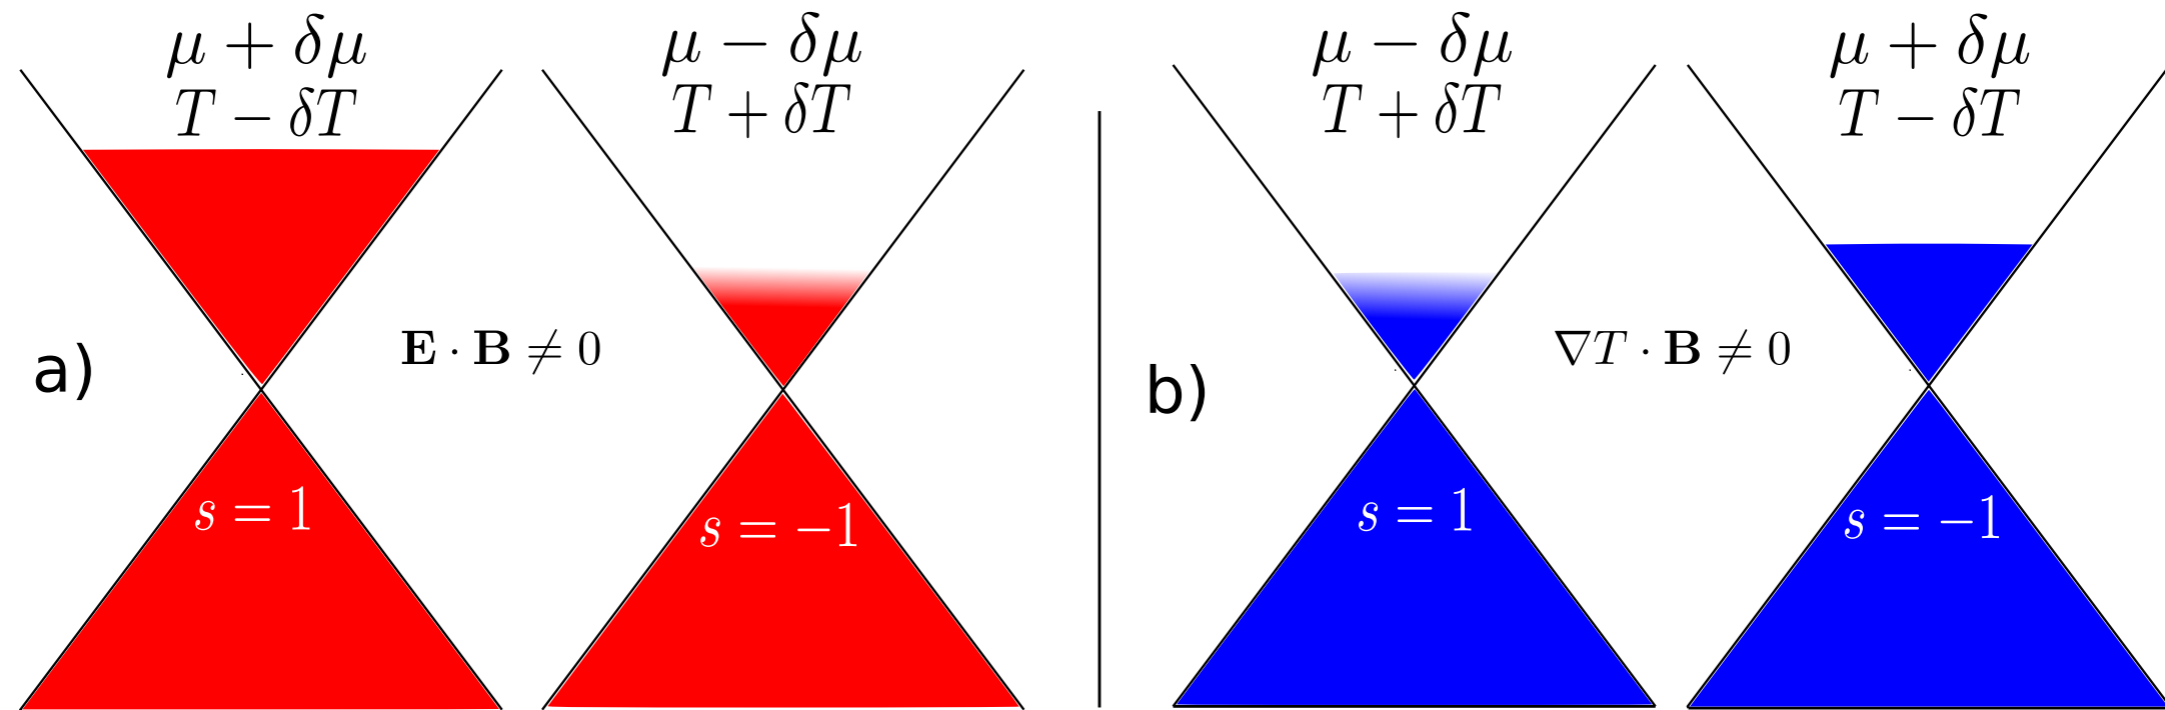 μ + δμ
T − δT
μ − δμ
T + δT
a)
E · B ≠ 0
s = 1
s = −1
μ − δμ
T + δT
μ + δμ
T − δT
b)
∇T · B ≠ 0
s = 1
s = −1